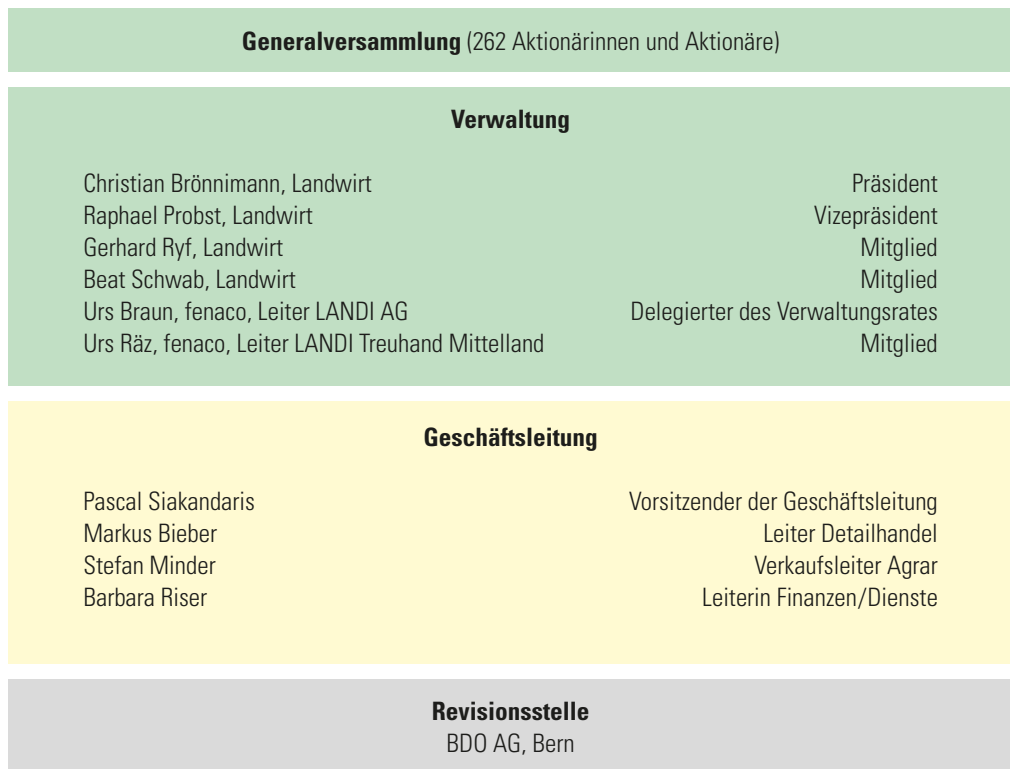 Generalversammlung (262 Aktionärinnen und Aktionäre)
Verwaltung
Christian Brönnimann, Landwirt Präsident
Raphael Probst, Landwirt Vizepräsident
Gerhard Ryf, Landwirt Mitglied
Beat Schwab, Landwirt Mitglied
Urs Braun, fenaco, Leiter LANDI AG Delegierter des Verwaltungsrates
Urs Räz, fenaco, Leiter LANDI Treuhand Mittelland Mitglied
Geschäftsleitung
Pascal Siakandaris Vorsitzender der Geschäftsleitung
Markus Bieber Leiter Detailhandel
Stefan Minder Verkaufsleiter Agrar
Barbara Riser Leiterin Finanzen/Dienste
Revisionsstelle
BDO AG, Bern